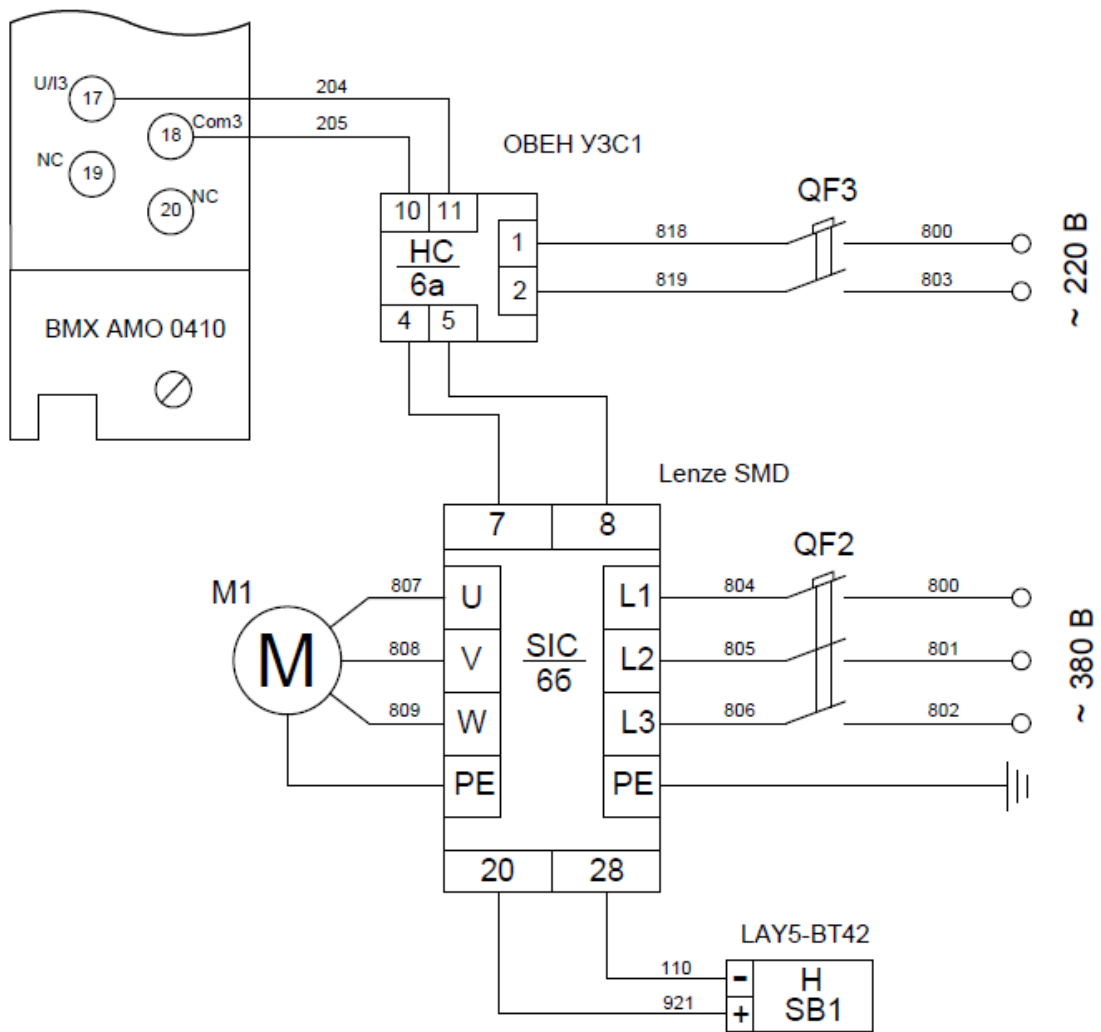 U/I3
17
204
18
Com3
205
NC
19
20
NC
ОВЕН УЗС1
10
11
НС
6а
1
2
4
5
QF3
818
800
819
803
~ 220 В
BMX AMO 0410
Lenze SMD
7
8
QF2
M1
M
807
U
808
V
809
W
PE
SIC
6б
L1
804
800
L2
805
801
L3
806
802
PE
~ 380 В
20
28
LAY5-BT42
110
-
H
921
+
SB1